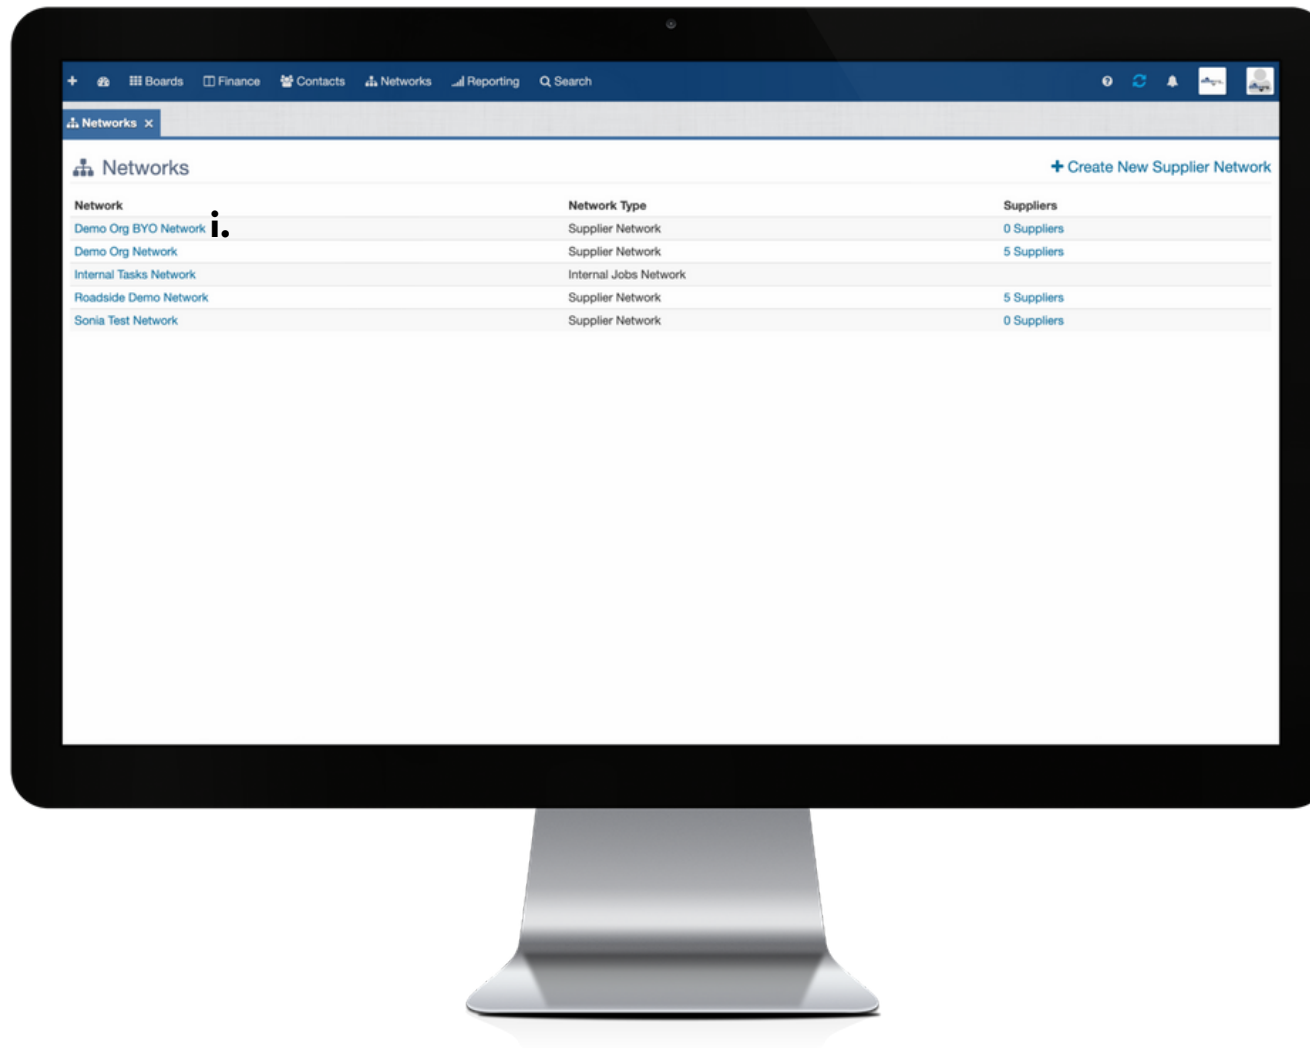 + Boards Finance Contacts Networks Reporting Search
Networks ×
Networks + Create New Supplier Network
Network Network Type Suppliers
Demo Org BYO Network i. Supplier Network 0 Suppliers
Demo Org Network Supplier Network 5 Suppliers
Internal Tasks Network Internal Jobs Network
Roadside Demo Network Supplier Network 5 Suppliers
Sonia Test Network Supplier Network 0 Suppliers